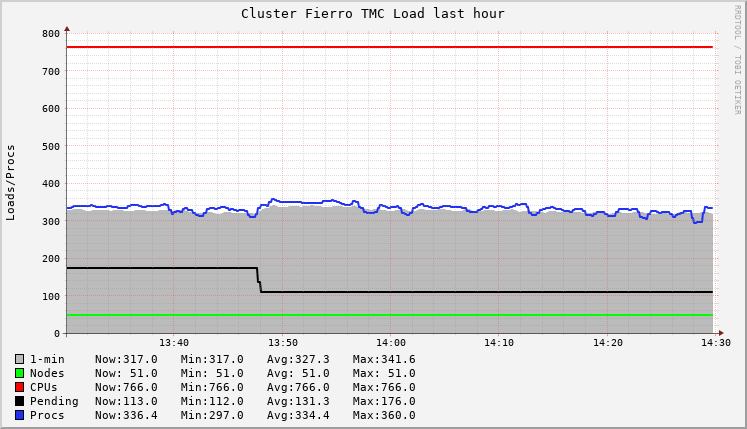 Cluster Fierro TMC Load last hour
RRDTOOL / TOBI OETIKER
Loads/Procs
800
700
600
500
400
300
200
100
0
13:40 13:50 14:00 14:10 14:20 14:30
1-min Now:317.0 Min:317.0 Avg:327.3 Max:341.6
Nodes Now: 51.0 Min: 51.0 Avg: 51.0 Max: 51.0
CPUs Now:766.0 Min:766.0 Avg:766.0 Max:766.0
Pending Now:113.0 Min:112.0 Avg:131.3 Max:176.0
Procs Now:336.4 Min:297.0 Avg:334.4 Max:360.0